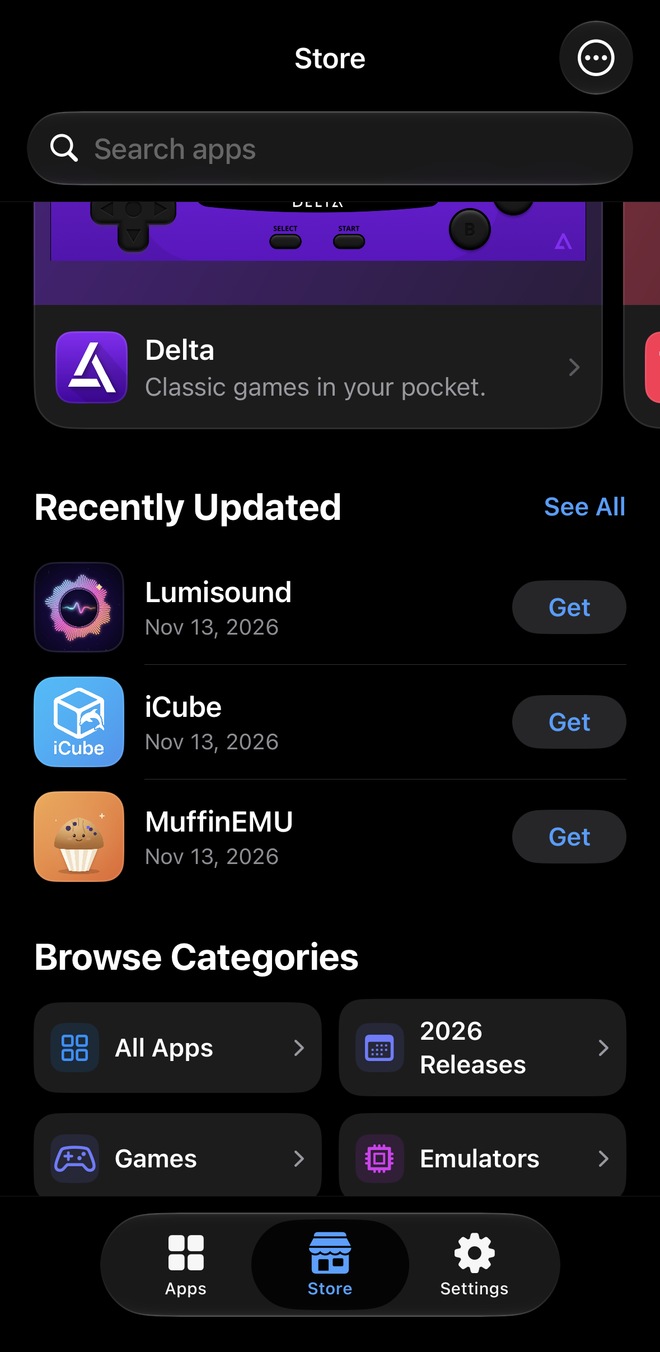 Store
Search apps
DELTA
SELECT START
B
Delta
Classic games in your pocket.
Recently Updated
See All
Lumisound
Nov 13, 2026
Get
iCube
iCube
Nov 13, 2026
Get
MuffinEMU
Nov 13, 2026
Get
Browse Categories
All Apps
2026
Releases
Games
Emulators
Apps
Store
Settings